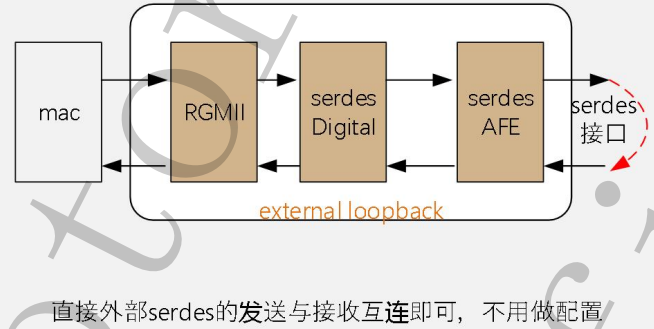 mac
RGMII
serdes
Digital
serdes
AFE
serdes
接口
external loopback
直接外部serdes的发送与接收互连即可，不用做配置